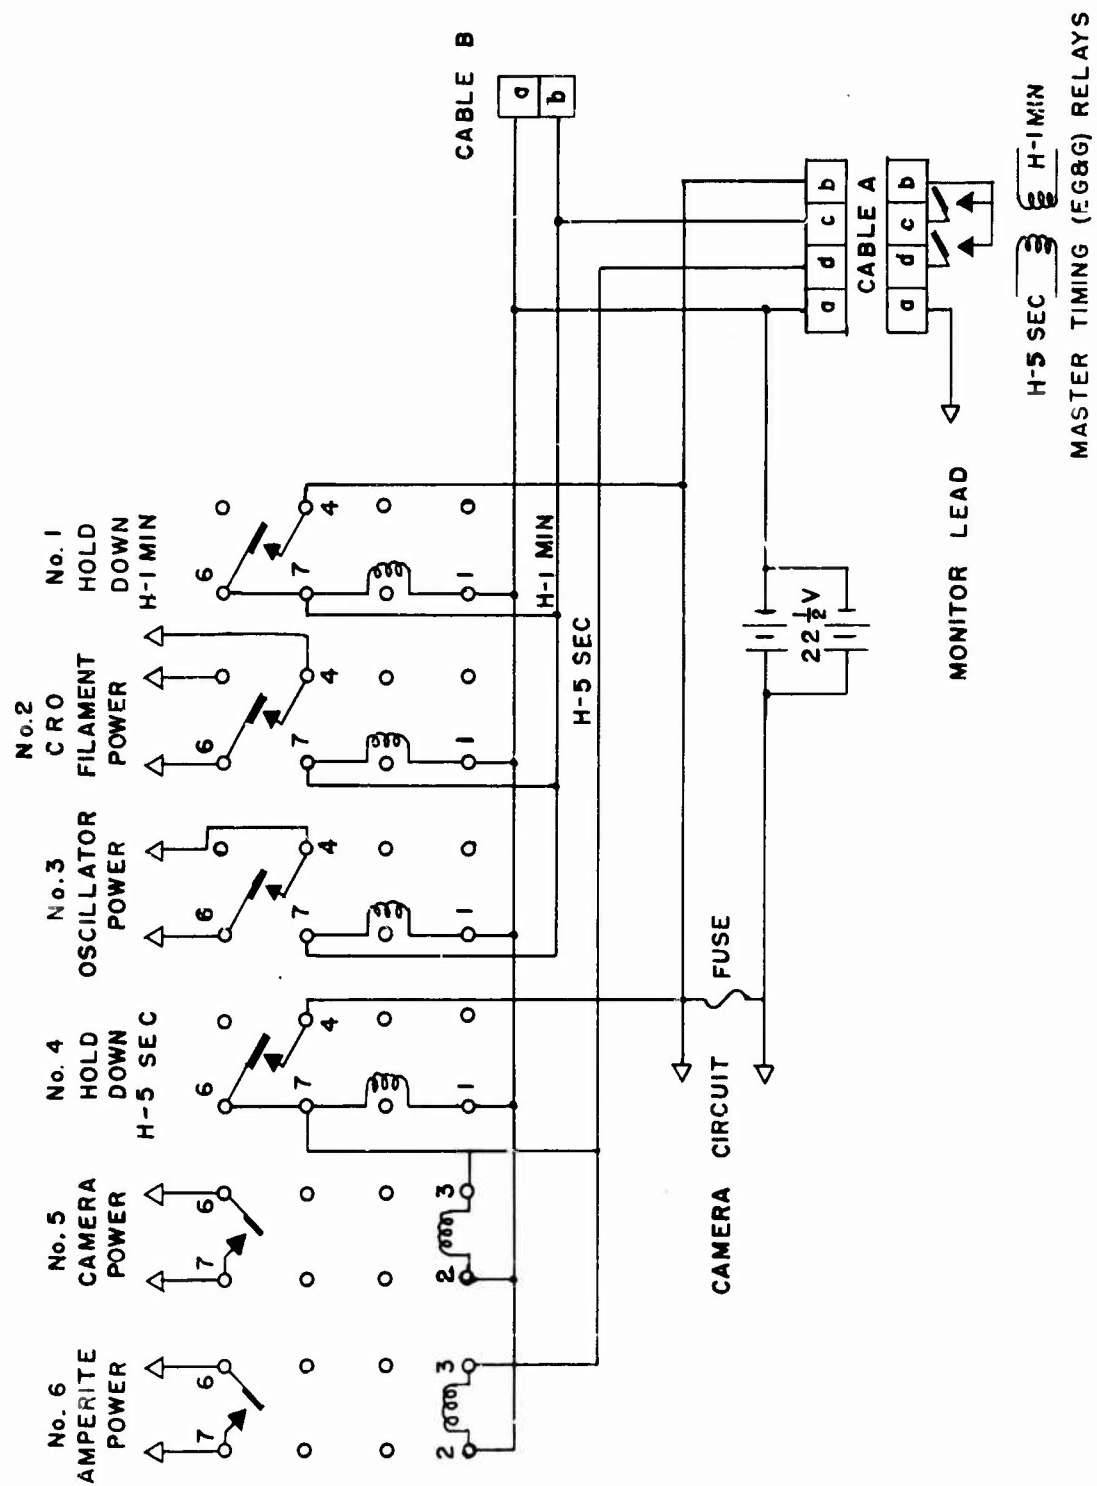 No. 6
AMPERITE
POWER
7
6
2
3
No. 5
CAMERA
POWER
7
6
2
3
No. 4
HOLD
DOWN
H-5 SEC
6
7
4
1
No. 3
OSCILLATOR
POWER
6
7
4
1
No. 2
CRO
FILAMENT
POWER
6
7
4
1
No. 1
HOLD
DOWN
H-1 MIN
6
7
4
1
CABLE B
a
b
H-1 MIN
H-5 SEC
CAMERA CIRCUIT
FUSE
22 1/2 V
a
d
c
b
CABLE A
a
d
c
b
MONITOR LEAD
H-5 SEC
H-1 MIN
MASTER TIMING (EG&G) RELAYS